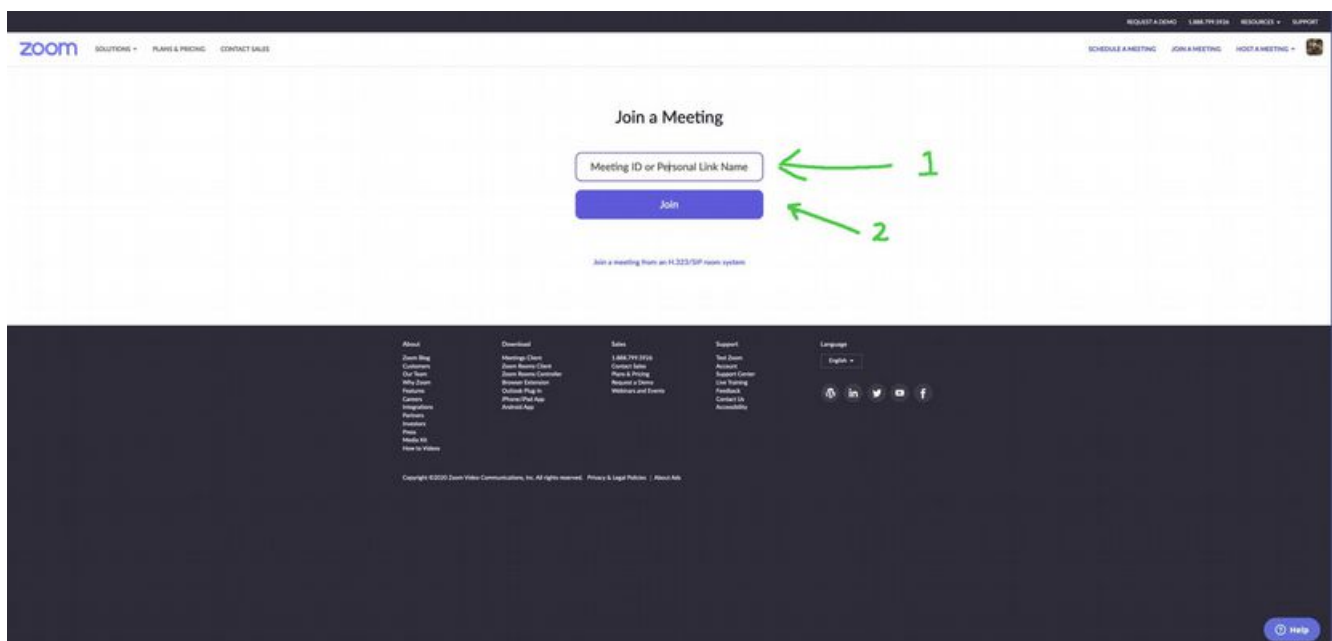 REQUEST A DEMO 1.888.799.5926 RESOURCES SUPPORT
zoom SOLUTIONS PLANS & PRICING CONTACT SALES SCHEDULE A MEETING JOIN A MEETING HOST A MEETING
Join a Meeting
Meeting ID or Personal Link Name
1
Join
2
Join a meeting from an H.323/SIP room system
About
Zoom Blog
Customers
Our Team
Why Zoom
Features
Careers
Integrations
Partners
Investors
Press
Media Kit
How to Videos
Download
Meetings Client
Zoom Rooms Client
Zoom Rooms Controller
Browser Extension
Outlook Plug-in
iPhone/iPad App
Android App
Sales
1.888.799.5926
Contact Sales
Plans & Pricing
Request a Demo
Webinars and Events
Support
Test Zoom
Account
Support Center
Live Training
Feedback
Contact Us
Accessibility
Language
English
Copyright ©2020 Zoom Video Communications, Inc. All rights reserved. Privacy & Legal Policies | About Ads
Help